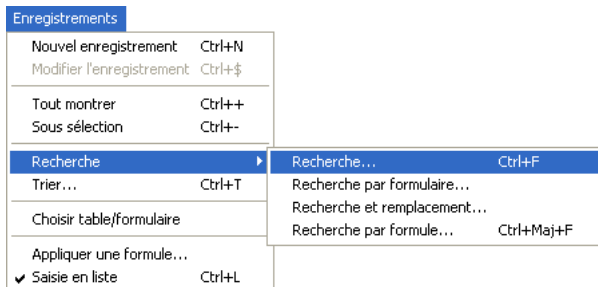 Enregistrements
Nouvel enregistrement Ctrl+N
Modifier l'enregistrement Ctrl+$
Tout montrer Ctrl++
Sous sélection Ctrl+-
Recherche
Trier... Ctrl+T
Choisir table/formulaire
Appliquer une formule...
Saisie en liste Ctrl+L
Recherche... Ctrl+F
Recherche par formulaire...
Recherche et remplacement...
Recherche par formule... Ctrl+Maj+F